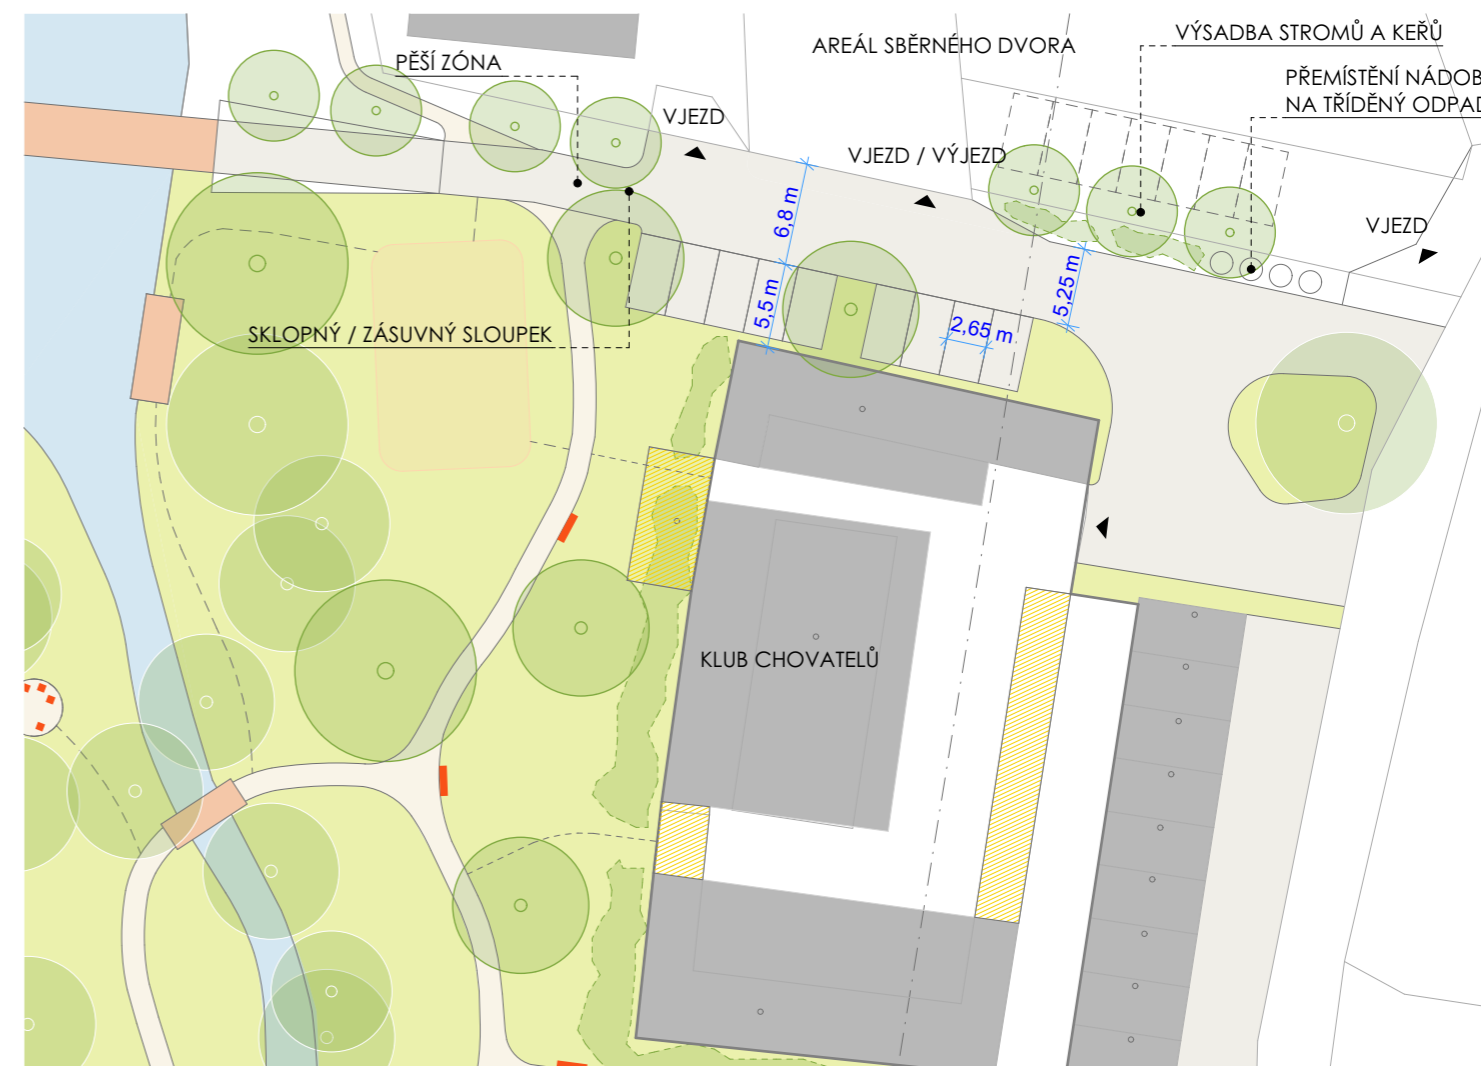 VÝSADBA STROMŮ A KEŘŮ
AREÁL SBĚRNÉHO DVORA
PĚŠÍ ZÓNA
PŘEMÍSTĚNÍ NÁDOB
NA TŘÍDĚNÝ ODPAD
VJEZD
VJEZD / VÝJEZD
6,8 m
VJEZD
5,25 m
5,5 m
2,65 m
SKLOPNÝ / ZÁSUVNÝ SLOUPEK
KLUB CHOVATELŮ